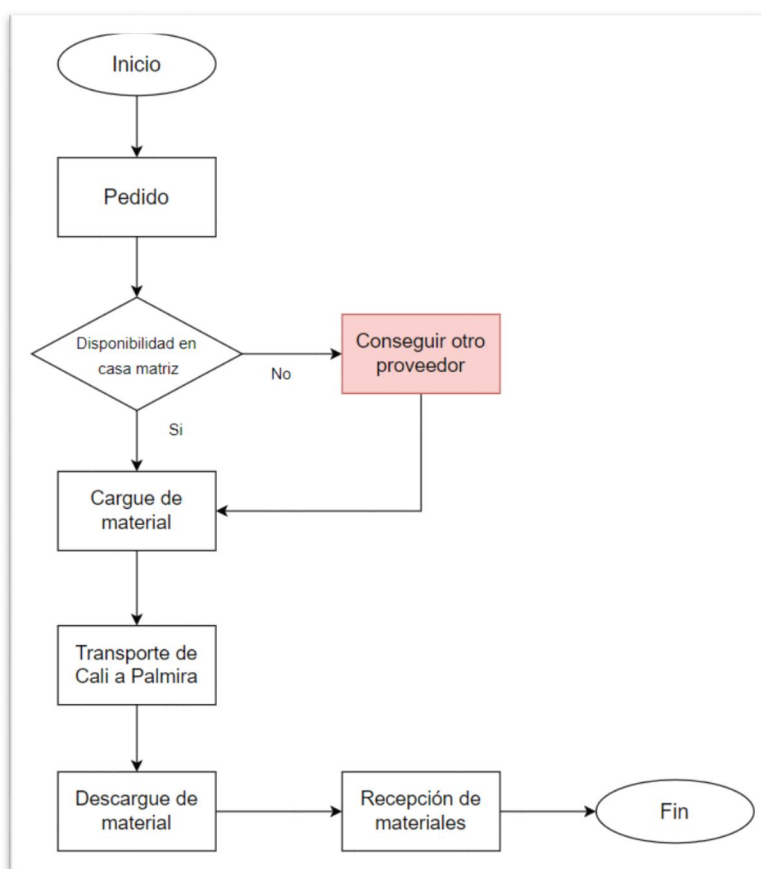 Inicio
Pedido
Disponibilidad en
casa matriz
No
Conseguir otro
proveedor
Si
Cargue de
material
Transporte de
Cali a Palmira
Descargue de
material
Recepción de
materiales
Fin